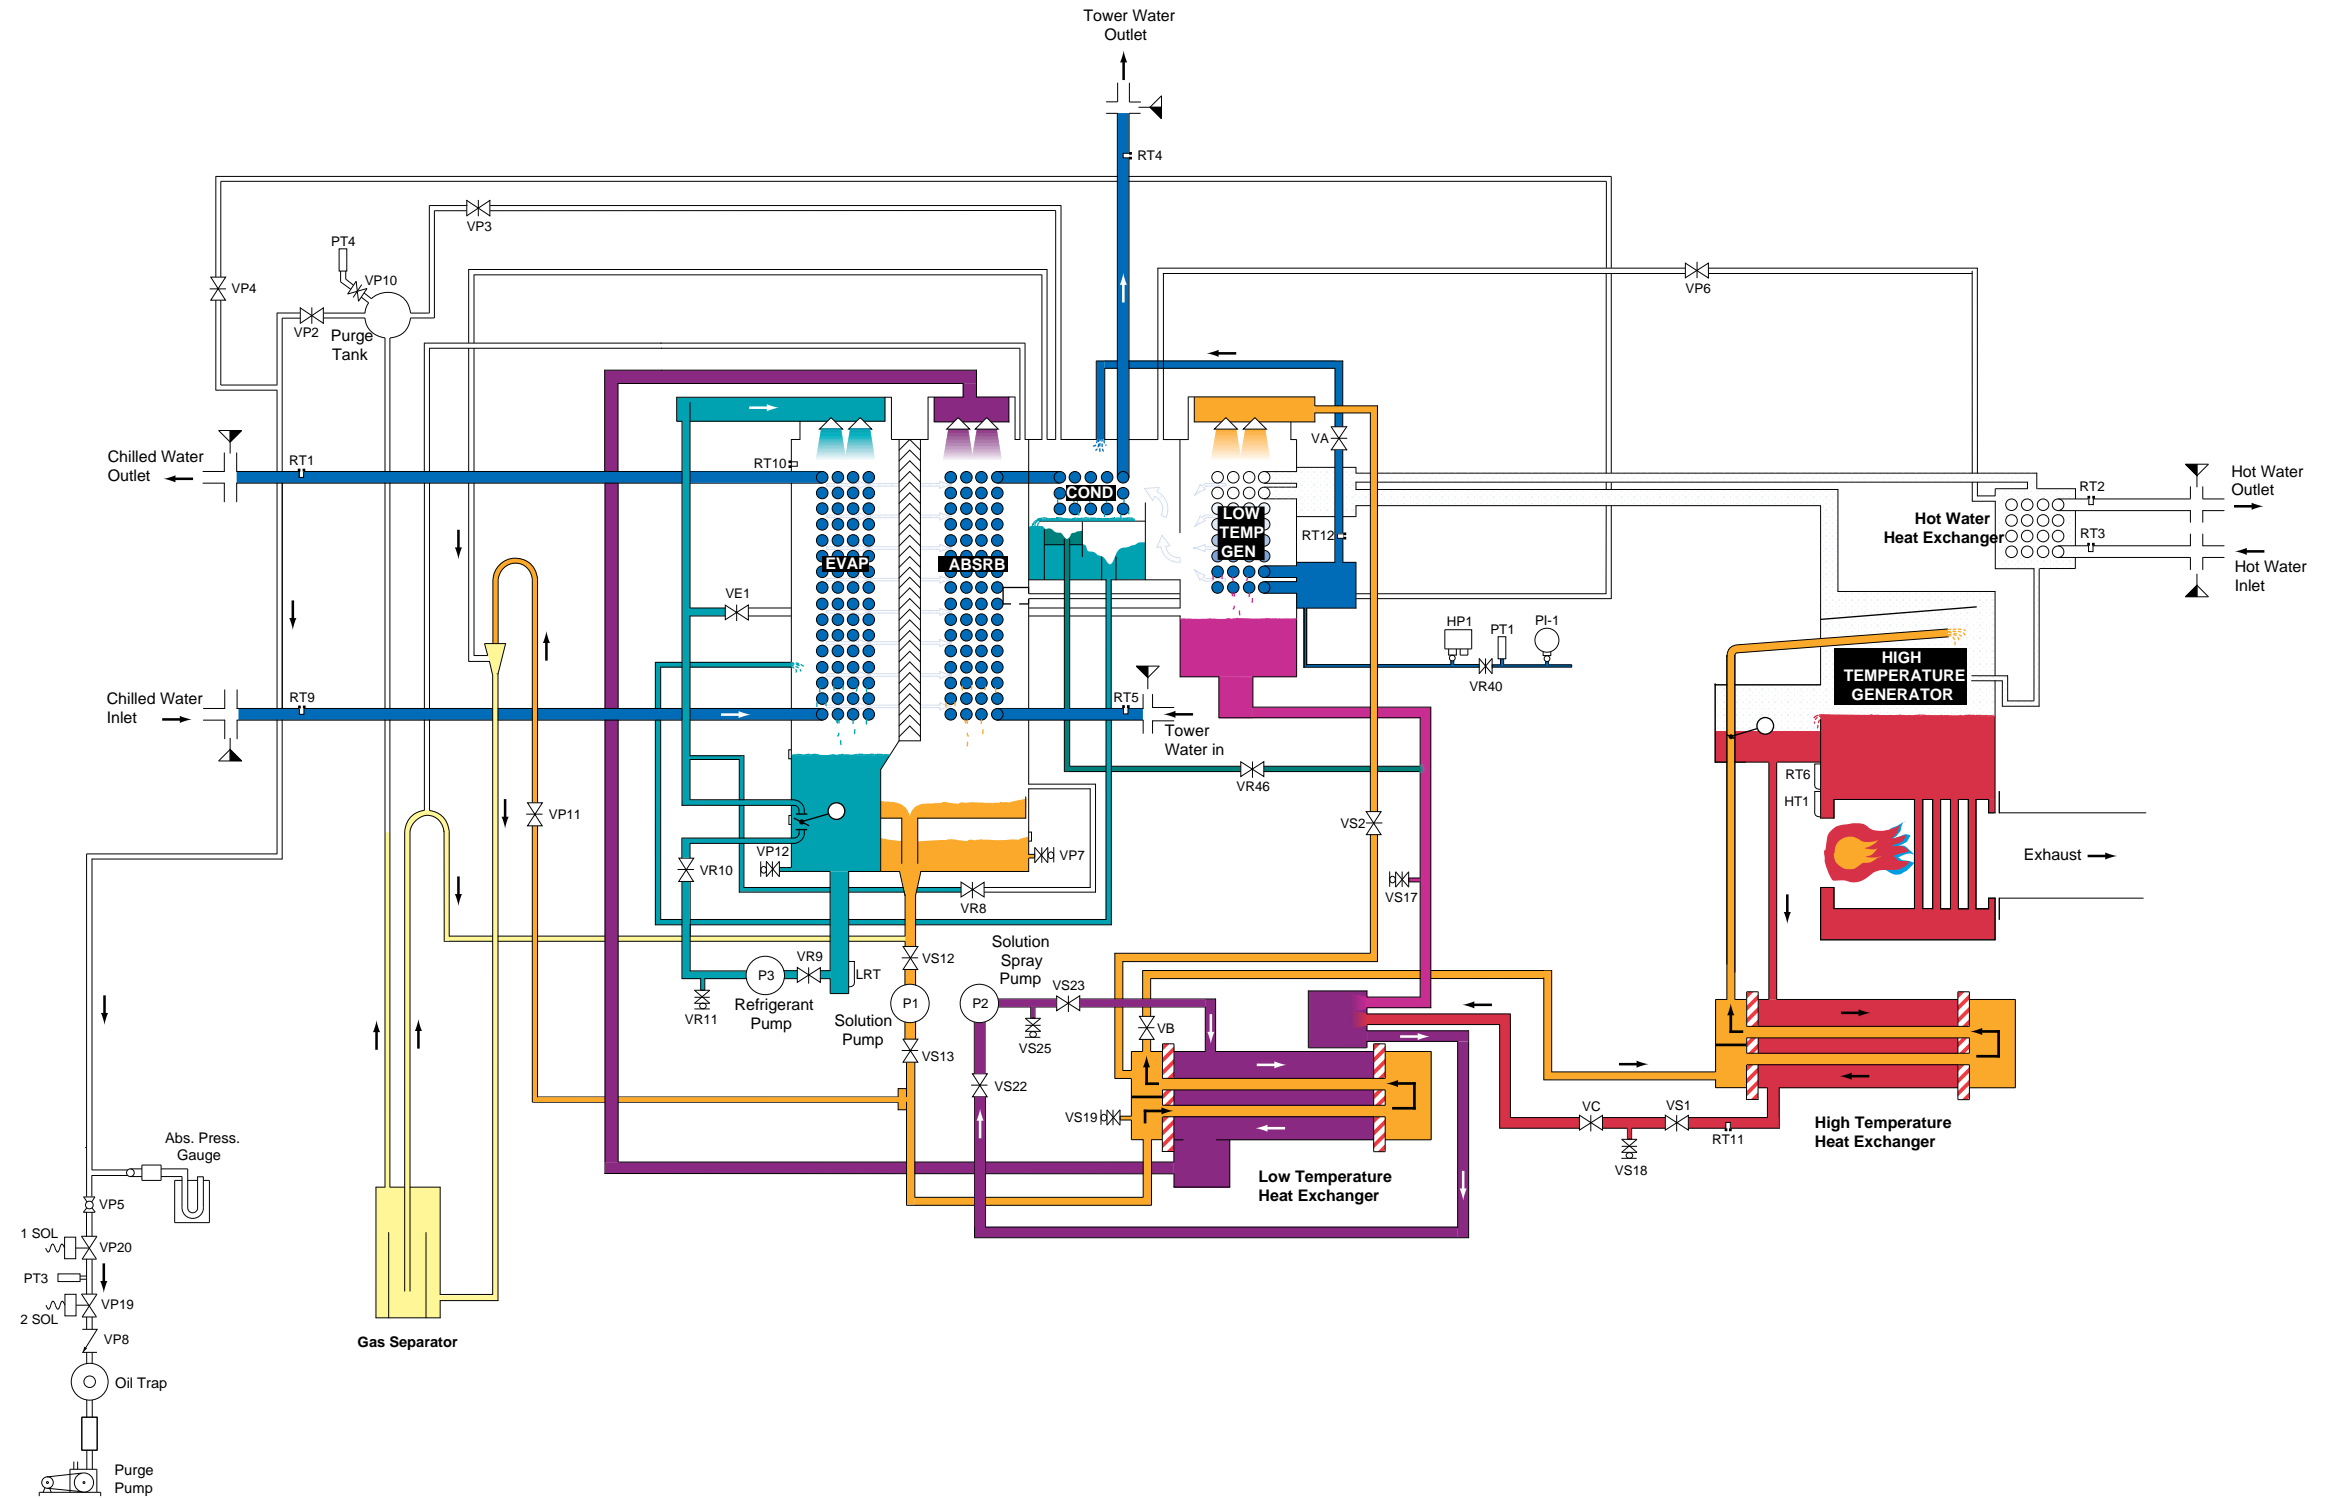 Tower Water
Outlet
RT4
VP3
PT4
VP10
VP4
VP6
VP2
Purge
Tank
Chilled Water
Outlet
RT1
RT10
VA
COND
LOW
TEMP
GEN
RT12
RT2
Hot Water
Outlet
Hot Water
Heat Exchanger
RT3
Hot Water
Inlet
EVAP
ABSRB
VE1
HP1
PT1
PI-1
VR40
HIGH
TEMPERATURE
GENERATOR
Chilled Water
Inlet
RT9
RT5
Tower
Water in
VR46
RT6
HT1
VP11
VS2
VP12
VP7
VR10
VR8
VS17
Exhaust
VS12
Solution
Spray
Pump
VR9
LRT
P3
Refrigerant
Pump
VR11
P1
Solution
Pump
P2
VS23
VS25
VB
VS13
VS22
VS19
VC
VS1
RT11
VS18
High Temperature
Heat Exchanger
Low Temperature
Heat Exchanger
Abs. Press.
Gauge
VP5
1 SOL
VP20
PT3
VP19
2 SOL
VP8
Gas Separator
Oil Trap
Purge
Pump